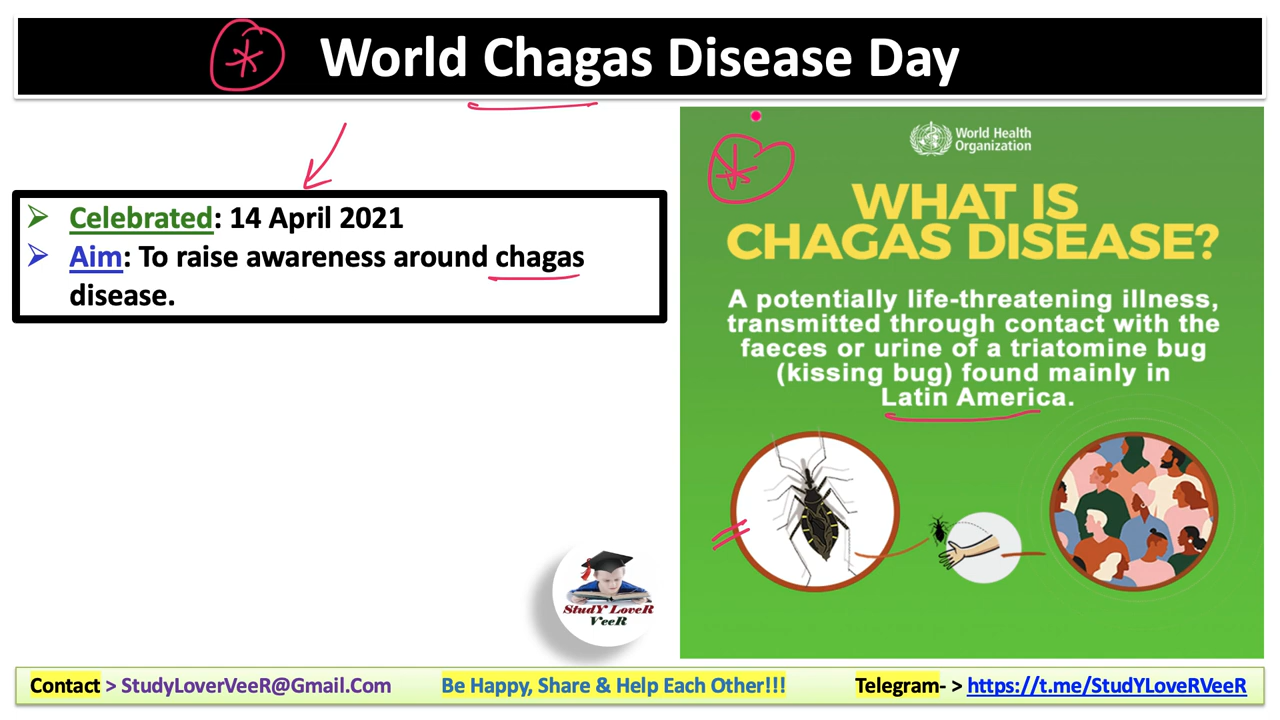 World Chagas Disease Day
Celebrated: 14 April 2021
Aim: To raise awareness around chagas
disease.
World Health
Organization
WHAT IS
CHAGAS DISEASE?
A potentially life-threatening illness,
transmitted through contact with the
faeces or urine of a triatomine bug
(kissing bug) found mainly in
Latin America.
StudY LoveR
VeeR
Contact > StudyLoverVeeR@Gmail.Com
Be Happy, Share & Help Each Other!!!
Telegram- > https://t.me/StudYLoveRVeeR